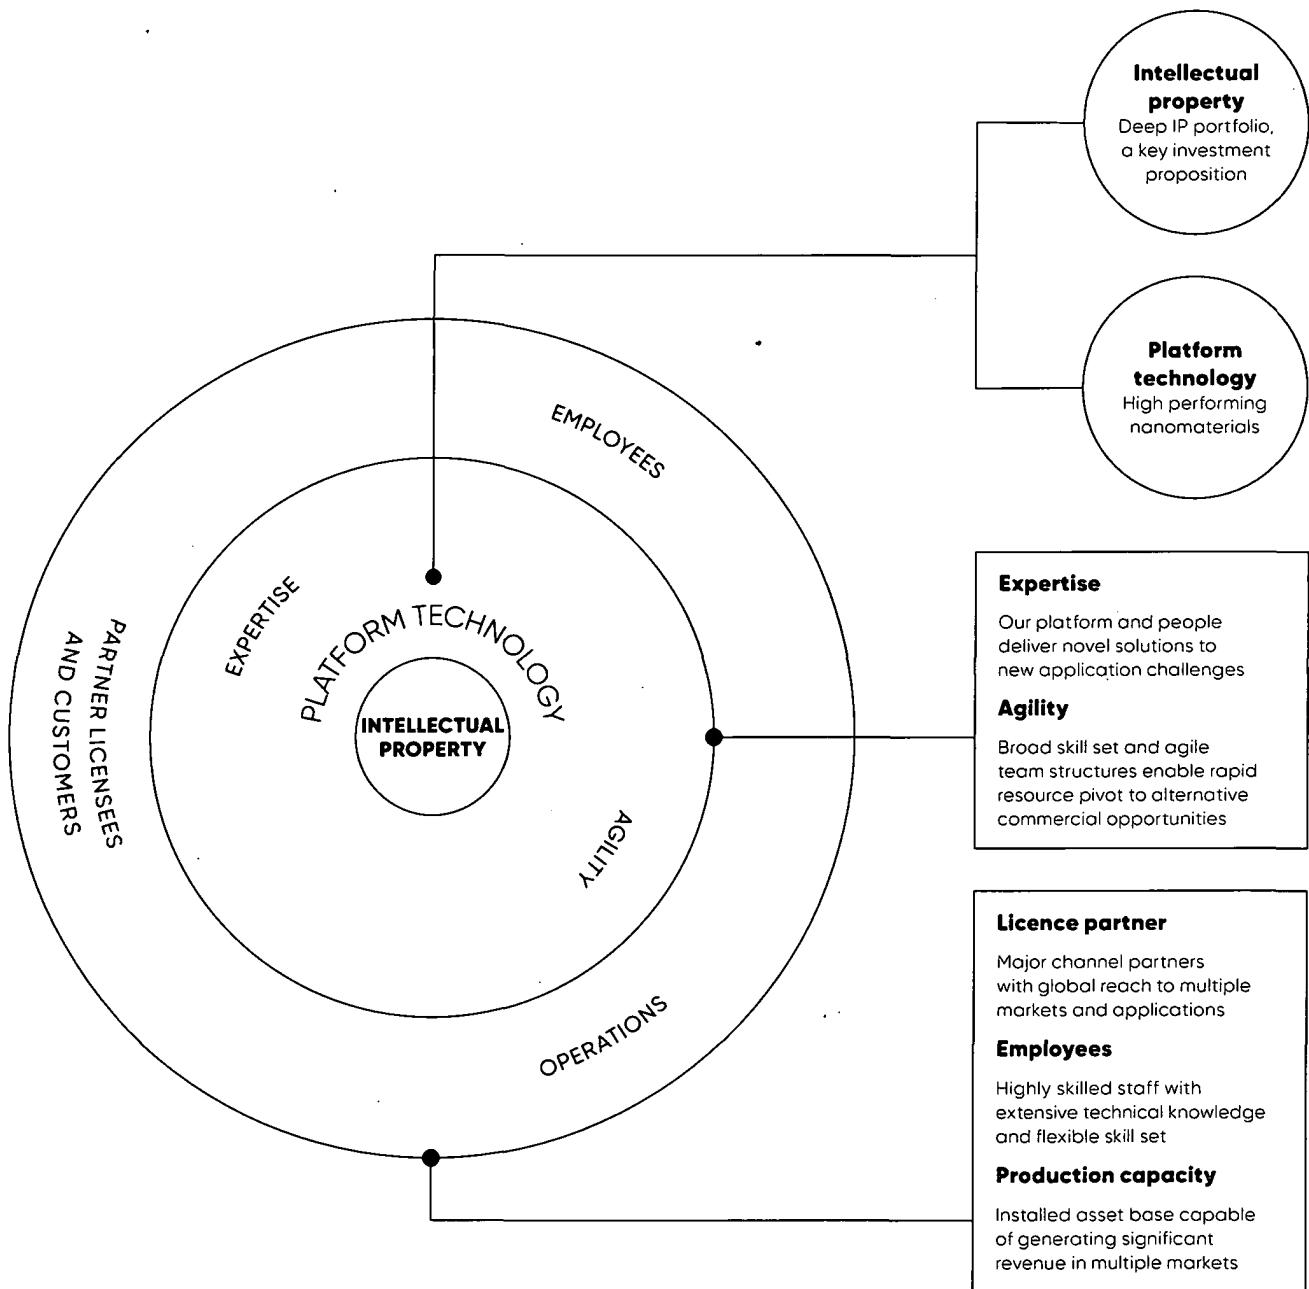 Intellectual
property
Deep IP portfolio,
a key investment
proposition
Platform
technology
High performing
nanomaterials
EMPLOYEES
EXPERTISE
PLATFORM TECHNOLOGY
INTELLECTUAL
PROPERTY
PARTNER LICENSEES
AND CUSTOMERS
AGILITY
OPERATIONS
Expertise
Our platform and people
deliver novel solutions to
new application challenges
Agility
Broad skill set and agile
team structures enable rapid
resource pivot to alternative
commercial opportunities
Licence partner
Major channel partners
with global reach to multiple
markets and applications
Employees
Highly skilled staff with
extensive technical knowledge
and flexible skill set
Production capacity
Installed asset base capable
of generating significant
revenue in multiple markets